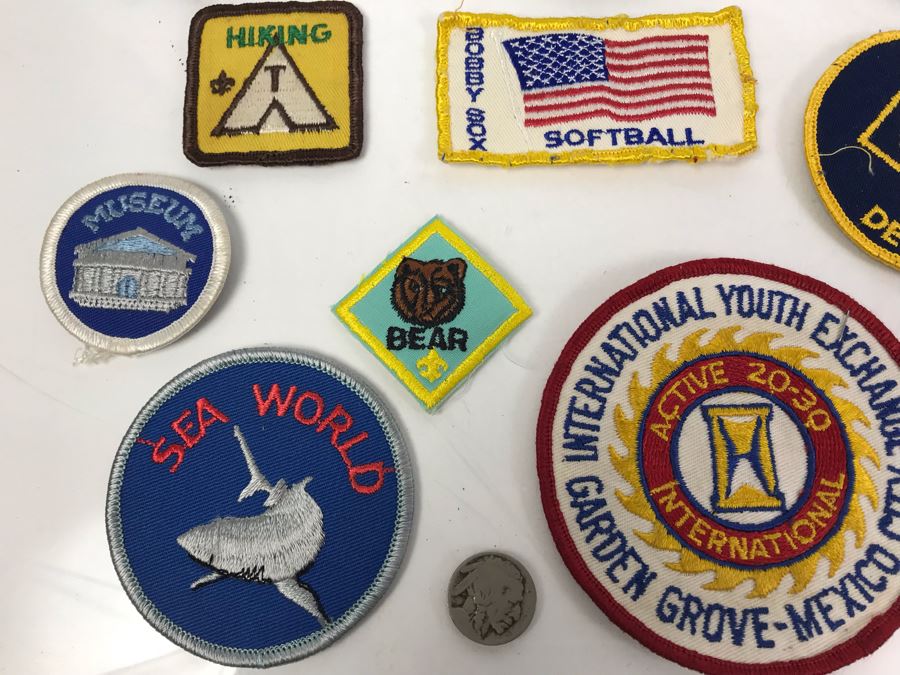 HIKING
T
BOBBY SOX
SOFTBALL
MUSEUM
BEAR
SEA WORLD
INTERNATIONAL YOUTH EXCHANGE
ACTIVE 20-30
INTERNATIONAL
GARDEN GROVE-MEXICO CITY
DE